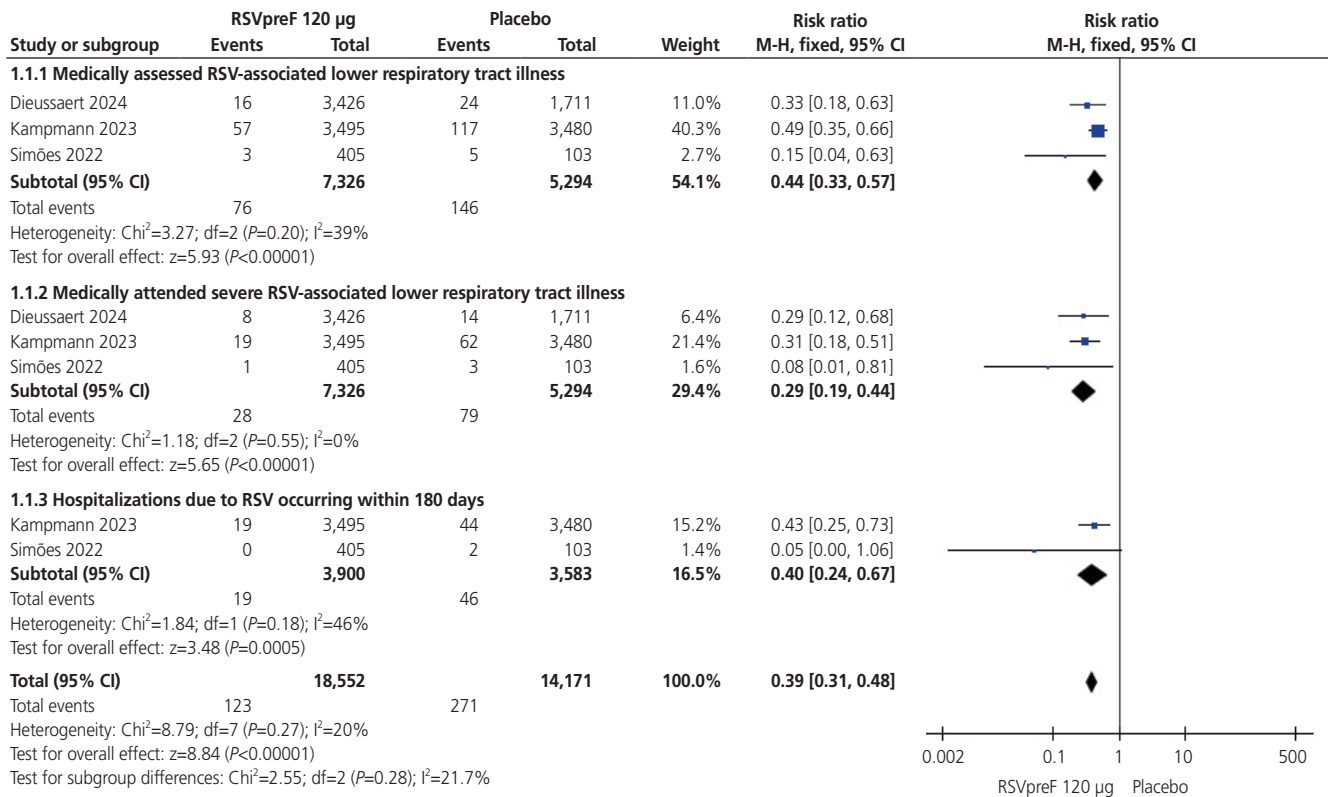 RSVpreF 120 µg Placebo Risk ratio Risk ratio
Study or subgroup Events Total Events Total Weight M-H, fixed, 95% CI M-H, fixed, 95% CI
1.1.1 Medically assessed RSV-associated lower respiratory tract illness
Dieussaert 2024 16 3,426 24 1,711 11.0% 0.33 [0.18, 0.63]
Kampmann 2023 57 3,495 117 3,480 40.3% 0.49 [0.35, 0.66]
Simões 2022 3 405 5 103 2.7% 0.15 [0.04, 0.63]
Subtotal (95% CI) 7,326 5,294 54.1% 0.44 [0.33, 0.57]
Total events 76 146
Heterogeneity: Chi²=3.27; df=2 (P=0.20); I²=39%
Test for overall effect: z=5.93 (P<0.00001)
1.1.2 Medically attended severe RSV-associated lower respiratory tract illness
Dieussaert 2024 8 3,426 14 1,711 6.4% 0.29 [0.12, 0.68]
Kampmann 2023 19 3,495 62 3,480 21.4% 0.31 [0.18, 0.51]
Simões 2022 1 405 3 103 1.6% 0.08 [0.01, 0.81]
Subtotal (95% CI) 7,326 5,294 29.4% 0.29 [0.19, 0.44]
Total events 28 79
Heterogeneity: Chi²=1.18; df=2 (P=0.55); I²=0%
Test for overall effect: z=5.65 (P<0.00001)
1.1.3 Hospitalizations due to RSV occurring within 180 days
Kampmann 2023 19 3,495 44 3,480 15.2% 0.43 [0.25, 0.73]
Simões 2022 0 405 2 103 1.4% 0.05 [0.00, 1.06]
Subtotal (95% CI) 3,900 3,583 16.5% 0.40 [0.24, 0.67]
Total events 19 46
Heterogeneity: Chi²=1.84; df=1 (P=0.18); I²=46%
Test for overall effect: z=3.48 (P=0.0005)
Total (95% CI) 18,552 14,171 100.0% 0.39 [0.31, 0.48]
Total events 123 271
Heterogeneity: Chi²=8.79; df=7 (P=0.27); I²=20%
Test for overall effect: z=8.84 (P<0.00001)
Test for subgroup differences: Chi²=2.55; df=2 (P=0.28); I²=21.7%
0.002 0.1 1 10 500
RSVpreF 120 µg Placebo